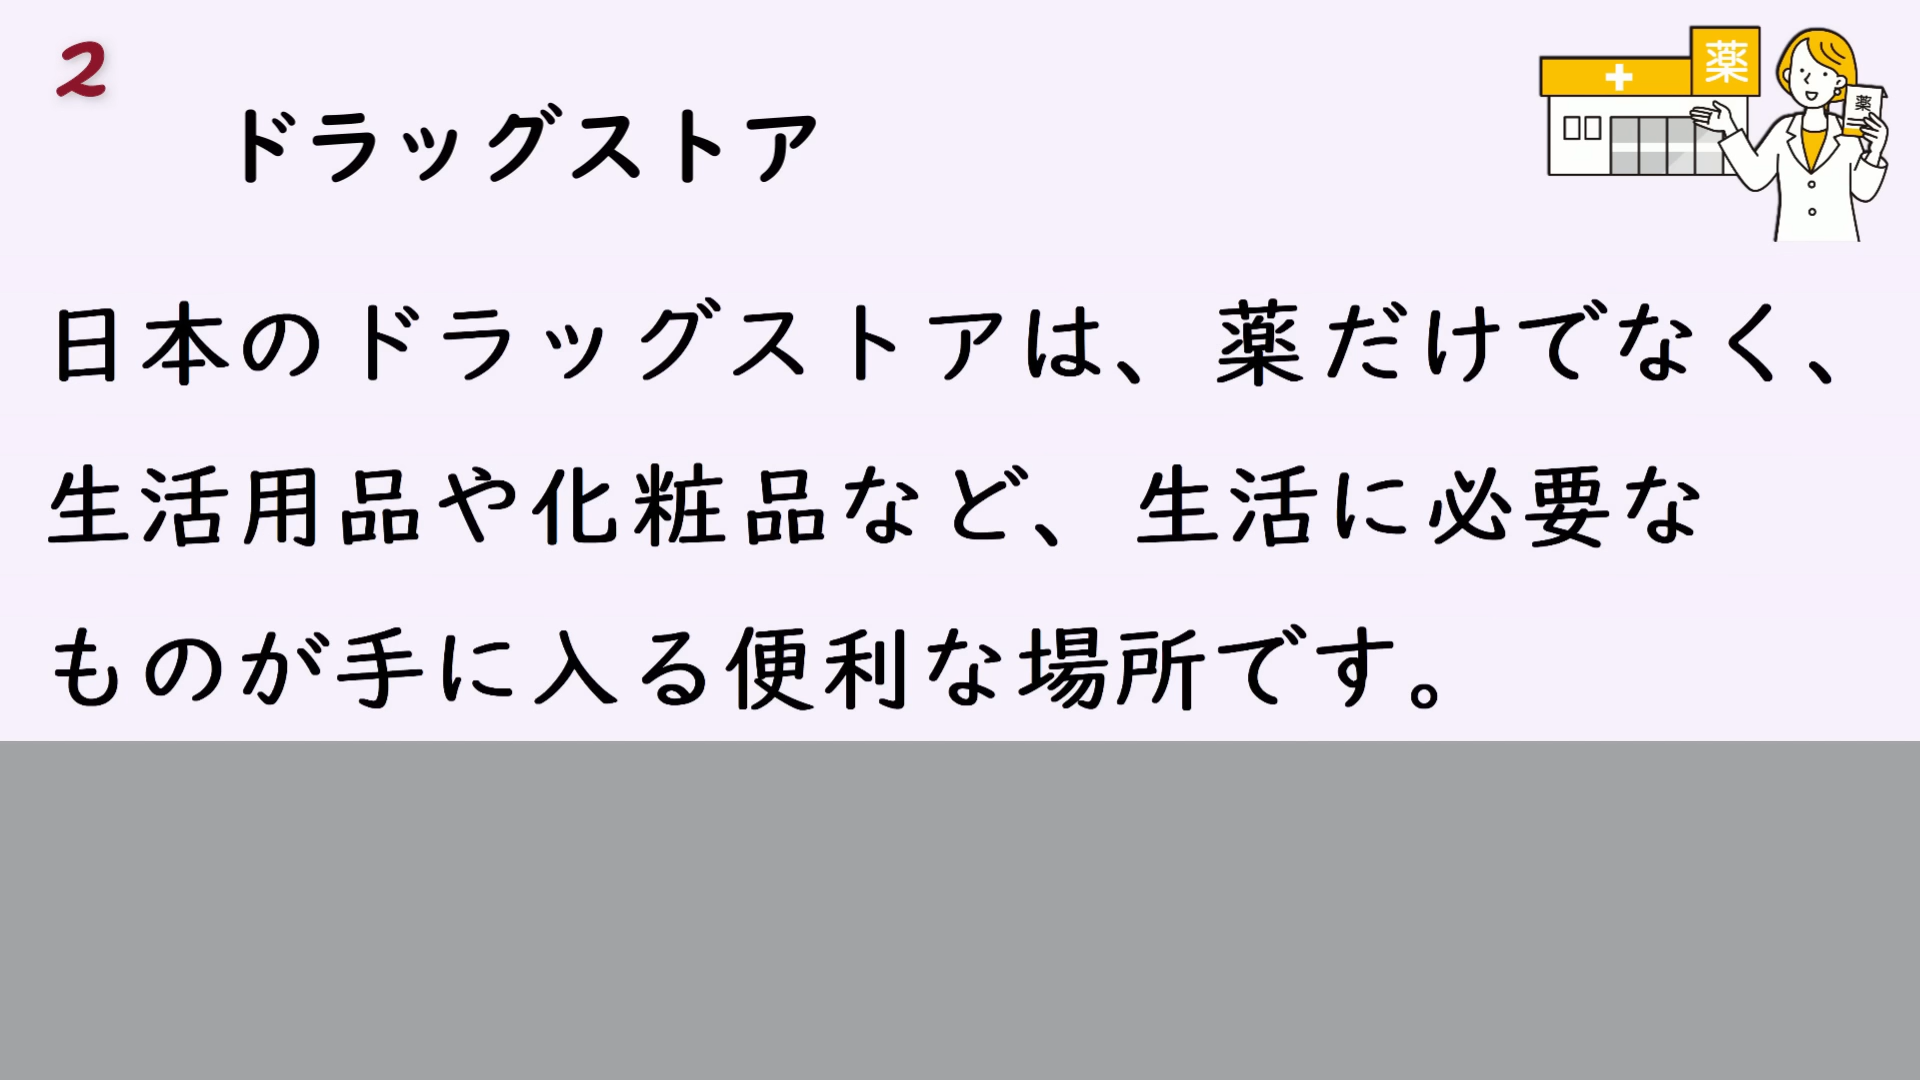 2
薬
薬
ドラッグストア
日本のドラッグストアは、薬だけでなく、
生活用品や化粧品など、生活に必要な
ものが手に入る便利な場所です。